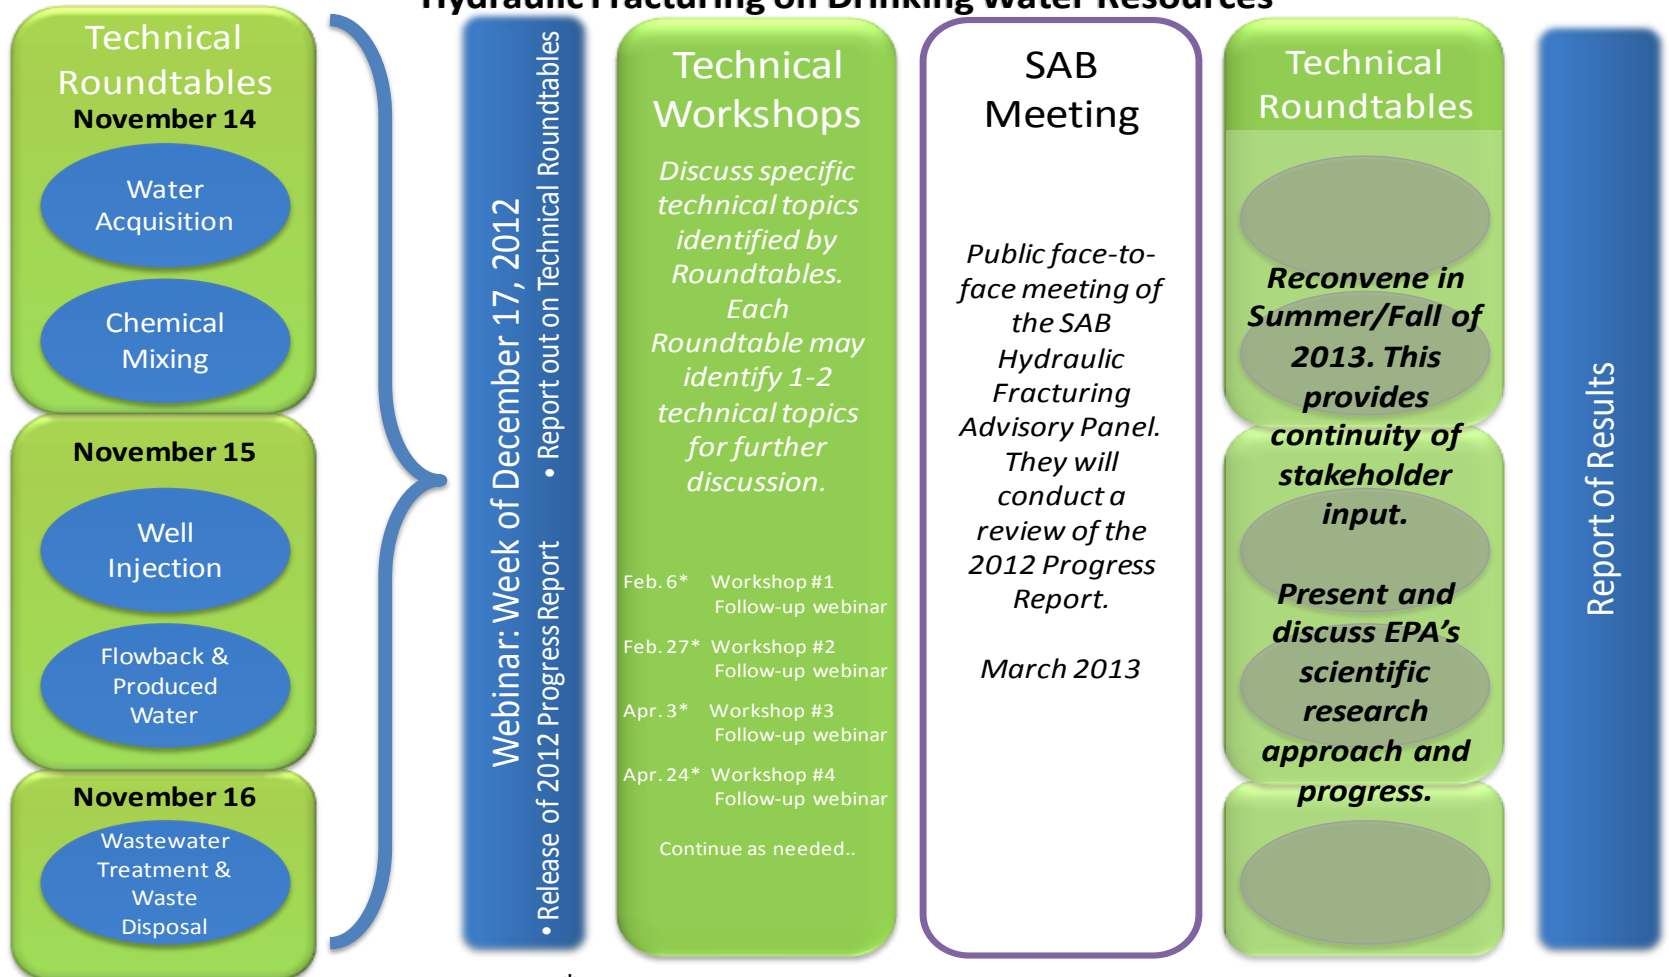 Hydraulic Fracturing on Drinking Water Resources
Technical
Roundtables
November 14
Water
Acquisition
Chemical
Mixing
November 15
Well
Injection
Flowback &
Produced
Water
November 16
Wastewater
Treatment &
Waste
Disposal
Webinar: Week of December 17, 2012
• Release of 2012 Progress Report • Report out on Technical Roundtables
Technical
Workshops
Discuss specific
technical topics
identified by
Roundtables.
Each
Roundtable may
identify 1-2
technical topics
for further
discussion.
Feb. 6* Workshop #1
Follow-up webinar
Feb. 27* Workshop #2
Follow-up webinar
Apr. 3* Workshop #3
Follow-up webinar
Apr. 24* Workshop #4
Follow-up webinar
Continue as needed..
SAB
Meeting
Public face-to-
face meeting of
the SAB
Hydraulic
Fracturing
Advisory Panel.
They will
conduct a
review of the
2012 Progress
Report.
March 2013
Technical
Roundtables
Reconvene in
Summer/Fall of
2013. This
provides
continuity of
stakeholder
input.
Present and
discuss EPA's
scientific
research
approach and
progress.
Report of Results